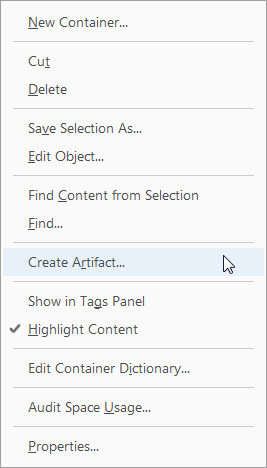 New Container...
Cut
Delete
Save Selection As...
Edit Object...
Find Content from Selection
Find...
Create Artifact...
Show in Tags Panel
Highlight Content
Edit Container Dictionary...
Audit Space Usage...
Properties...